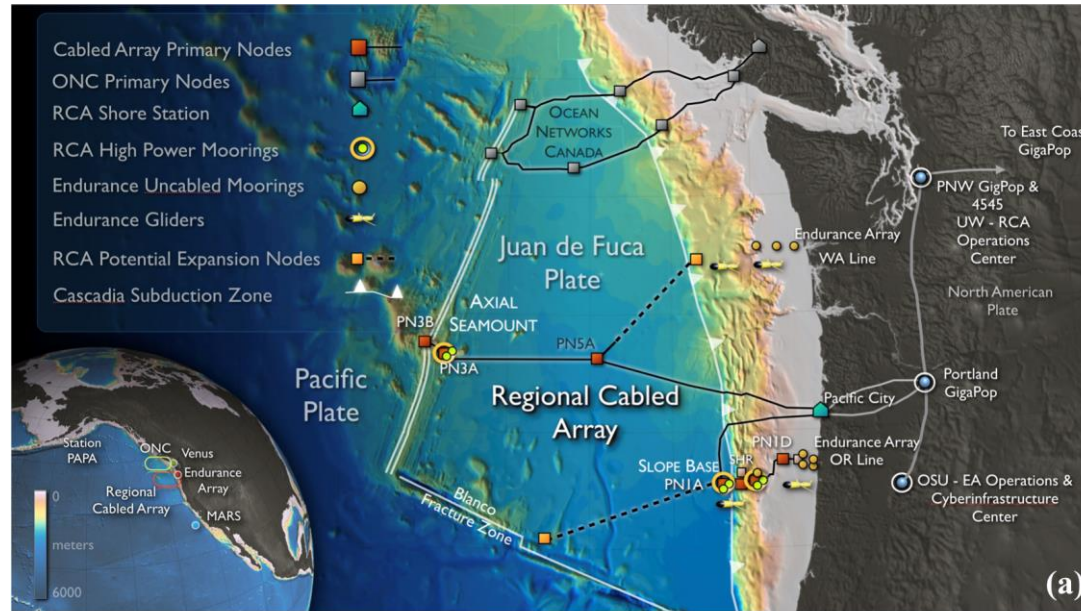 Cabled Array Primary Nodes
ONC Primary Nodes
RCA Shore Station
RCA High Power Moorings
Endurance Uncabled Moorings
Endurance Gliders
RCA Potential Expansion Nodes
Cascadia Subduction Zone
OCEAN
NETWORKS
CANADA
To East Coast
GigaPop
PNW GigPop &
4545
UW - RCA
Operations
Center
Endurance Array
WA Line
Juan de Fuca
Plate
North American
Plate
AXIAL
SEAMOUNT
PN3B
PN3A
PN5A
Pacific
Plate
Regional Cabled
Array
Pacific City
Portland
GigaPop
PN1D
Endurance Array
OR Line
SLOPE BASE
SHR
PN1A
OSU - EA Operations &
Cyberinfrastructure
Center
Blanco
Fracture Zone
Station
PAPA
ONC
Venus
Endurance
Array
Regional
Cabled Array
MARS
0
meters
6000
(a)